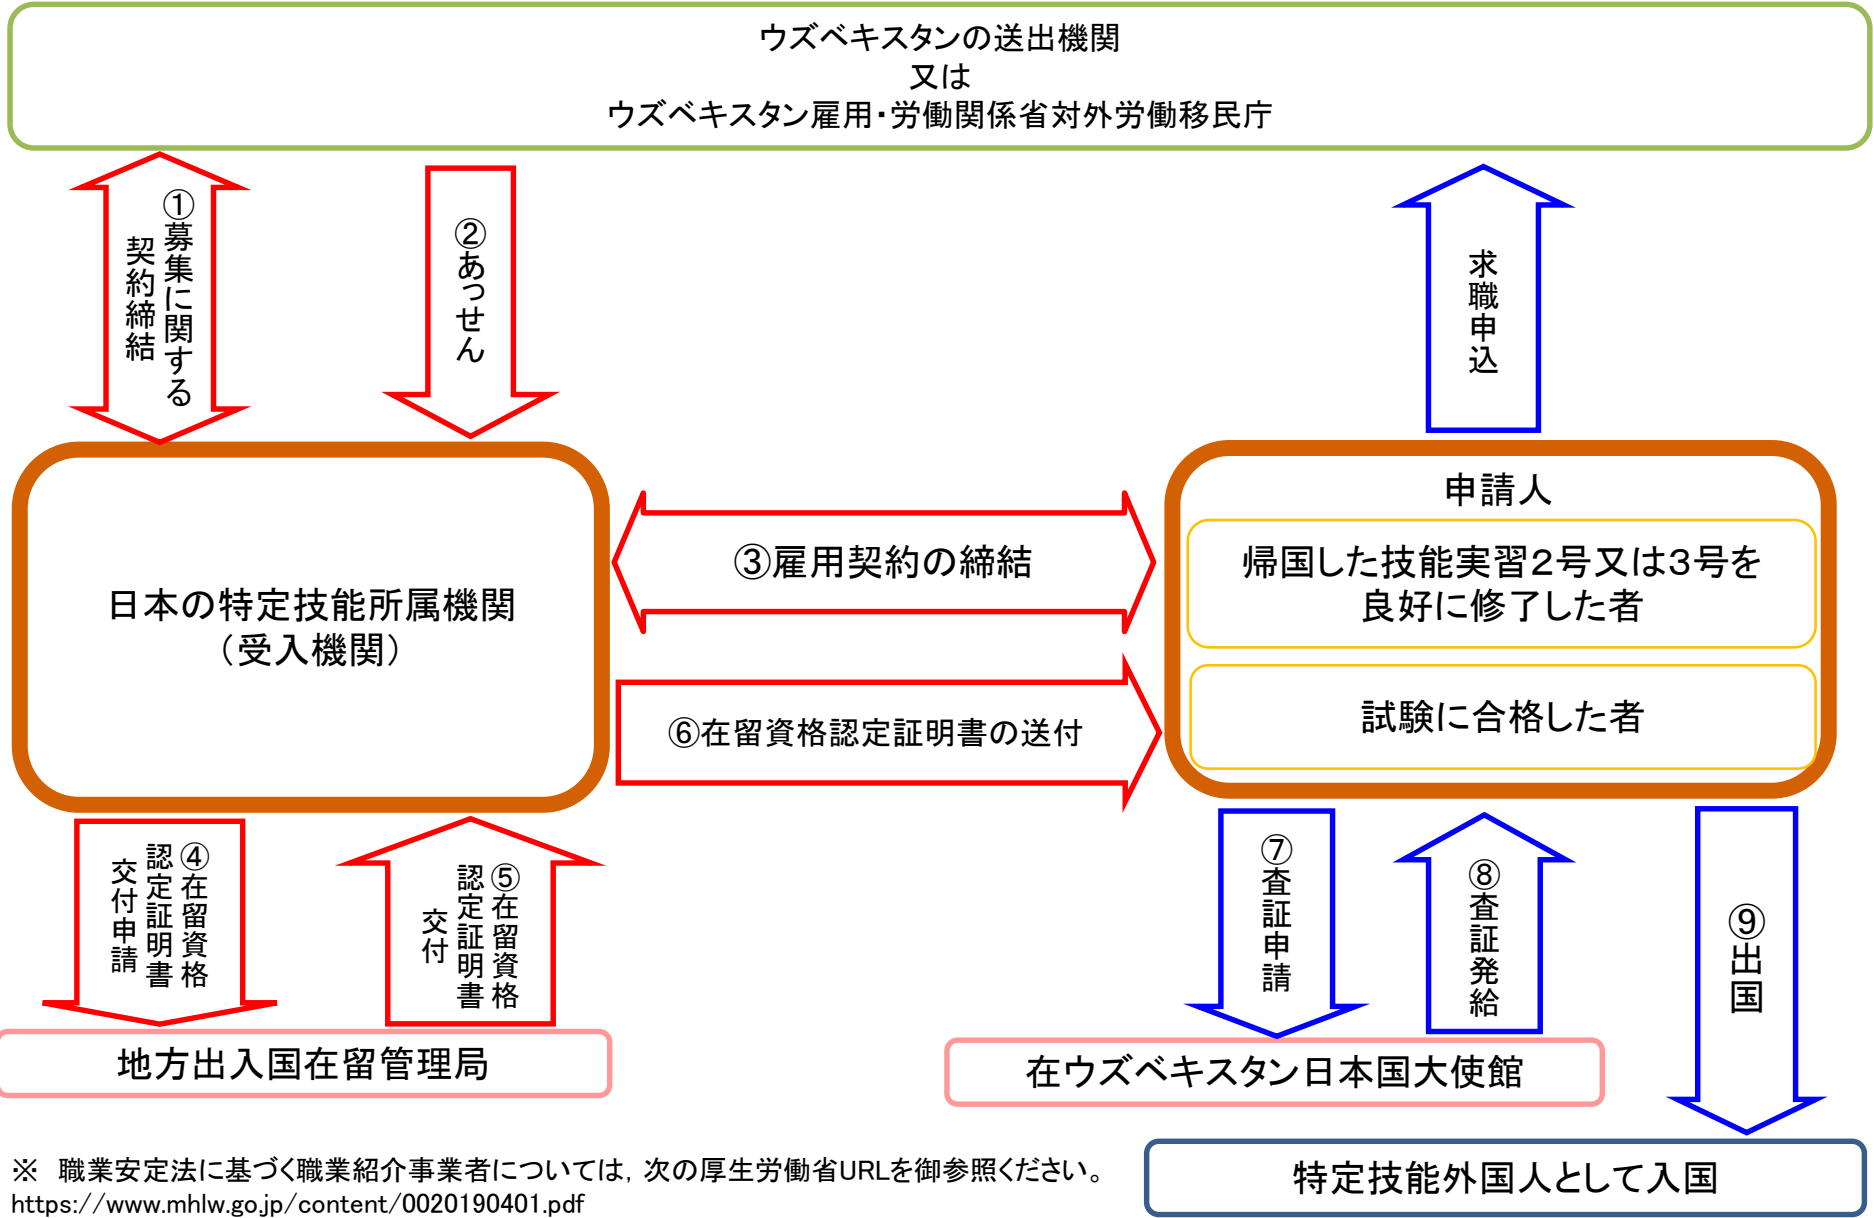 ウズベキスタンの送出機関
又は
ウズベキスタン雇用・労働関係省対外労働移民庁
①募集に関する
契約締結
②あっせん
求職申込
日本の特定技能所属機関
（受入機関）
③雇用契約の締結
⑥在留資格認定証明書の送付
申請人
帰国した技能実習２号又は３号を
良好に修了した者
試験に合格した者
④在留資格
認定証明書
交付申請
⑤在留資格
認定証明書
交付
⑦査証申請
⑧査証発給
⑨出国
地方出入国在留管理局
在ウズベキスタン日本国大使館
特定技能外国人として入国
※　職業安定法に基づく職業紹介事業者については，次の厚生労働省URLを御参照ください。
https://www.mhlw.go.jp/content/0020190401.pdf